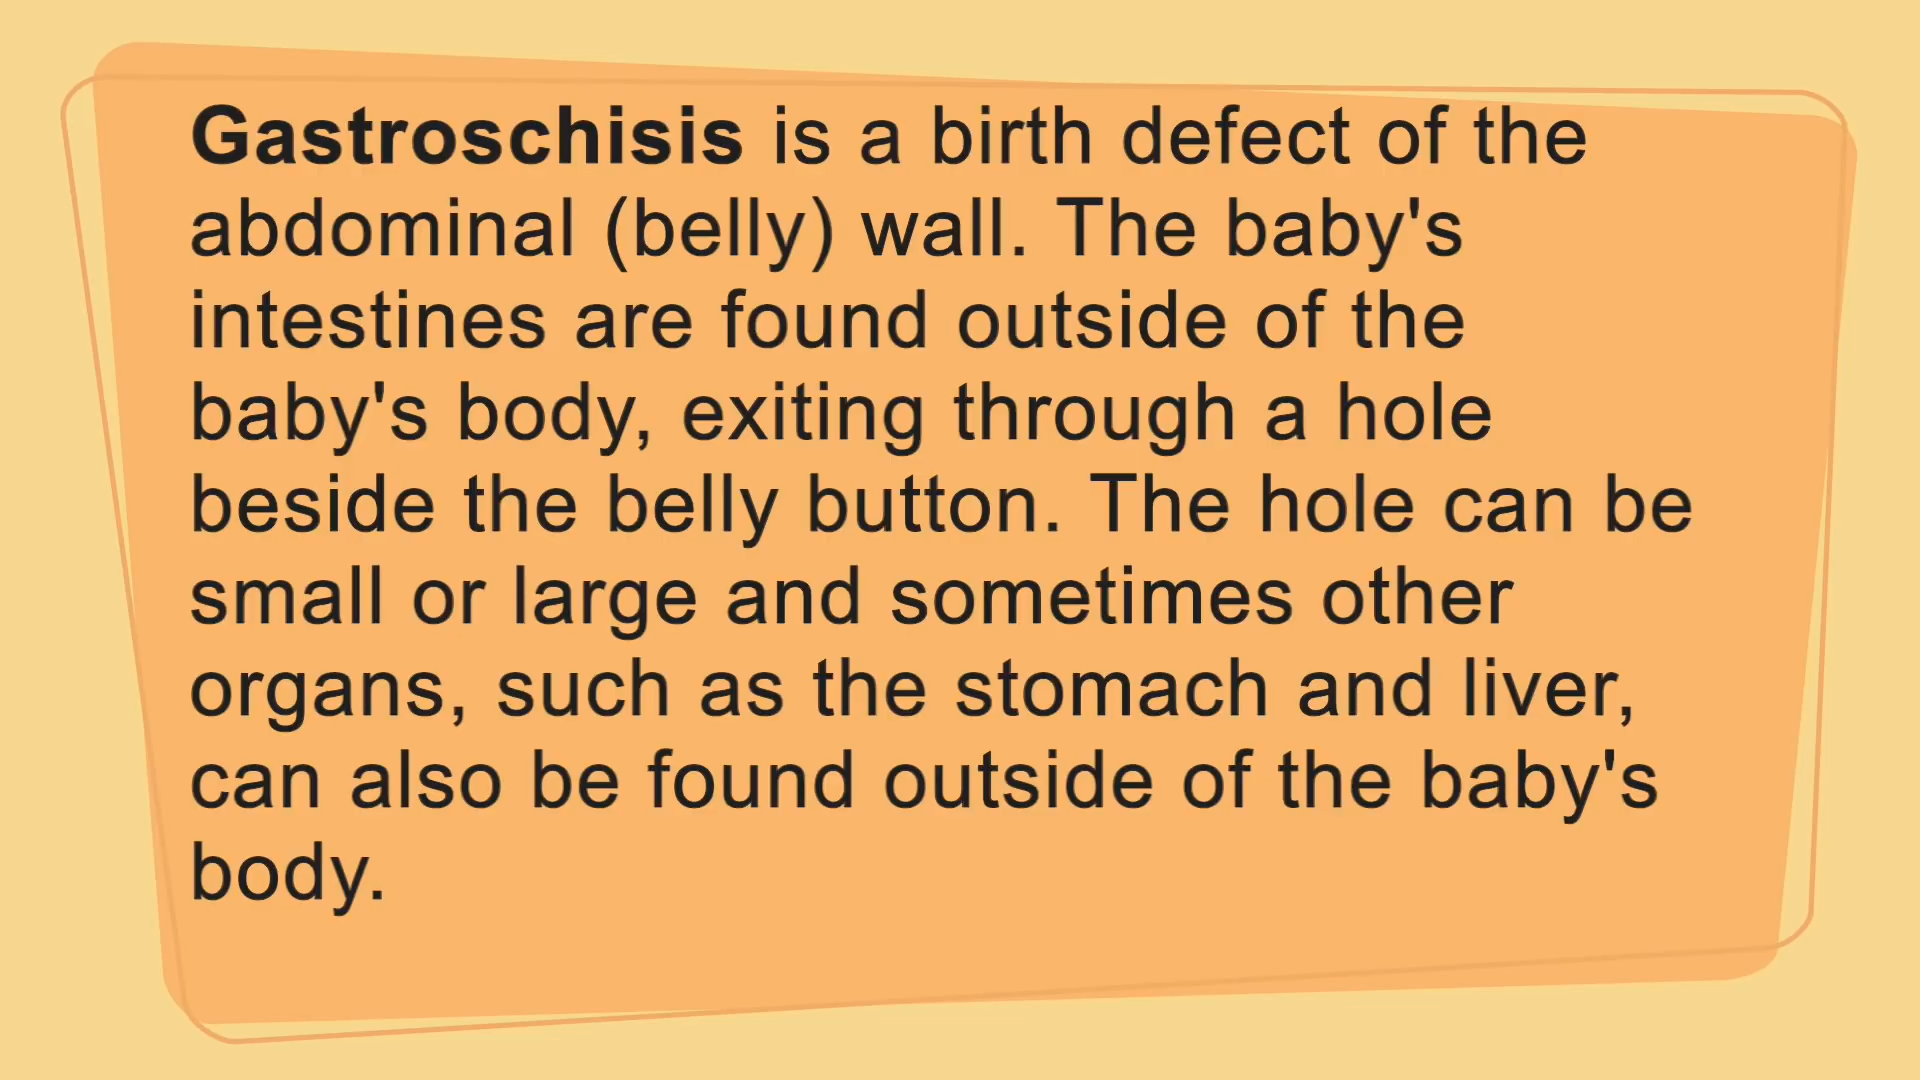 Gastroschisis is a birth defect of the
abdominal (belly) wall. The baby's
intestines are found outside of the
baby's body, exiting through a hole
beside the belly button. The hole can be
small or large and sometimes other
organs, such as the stomach and liver,
can also be found outside of the baby's
body.